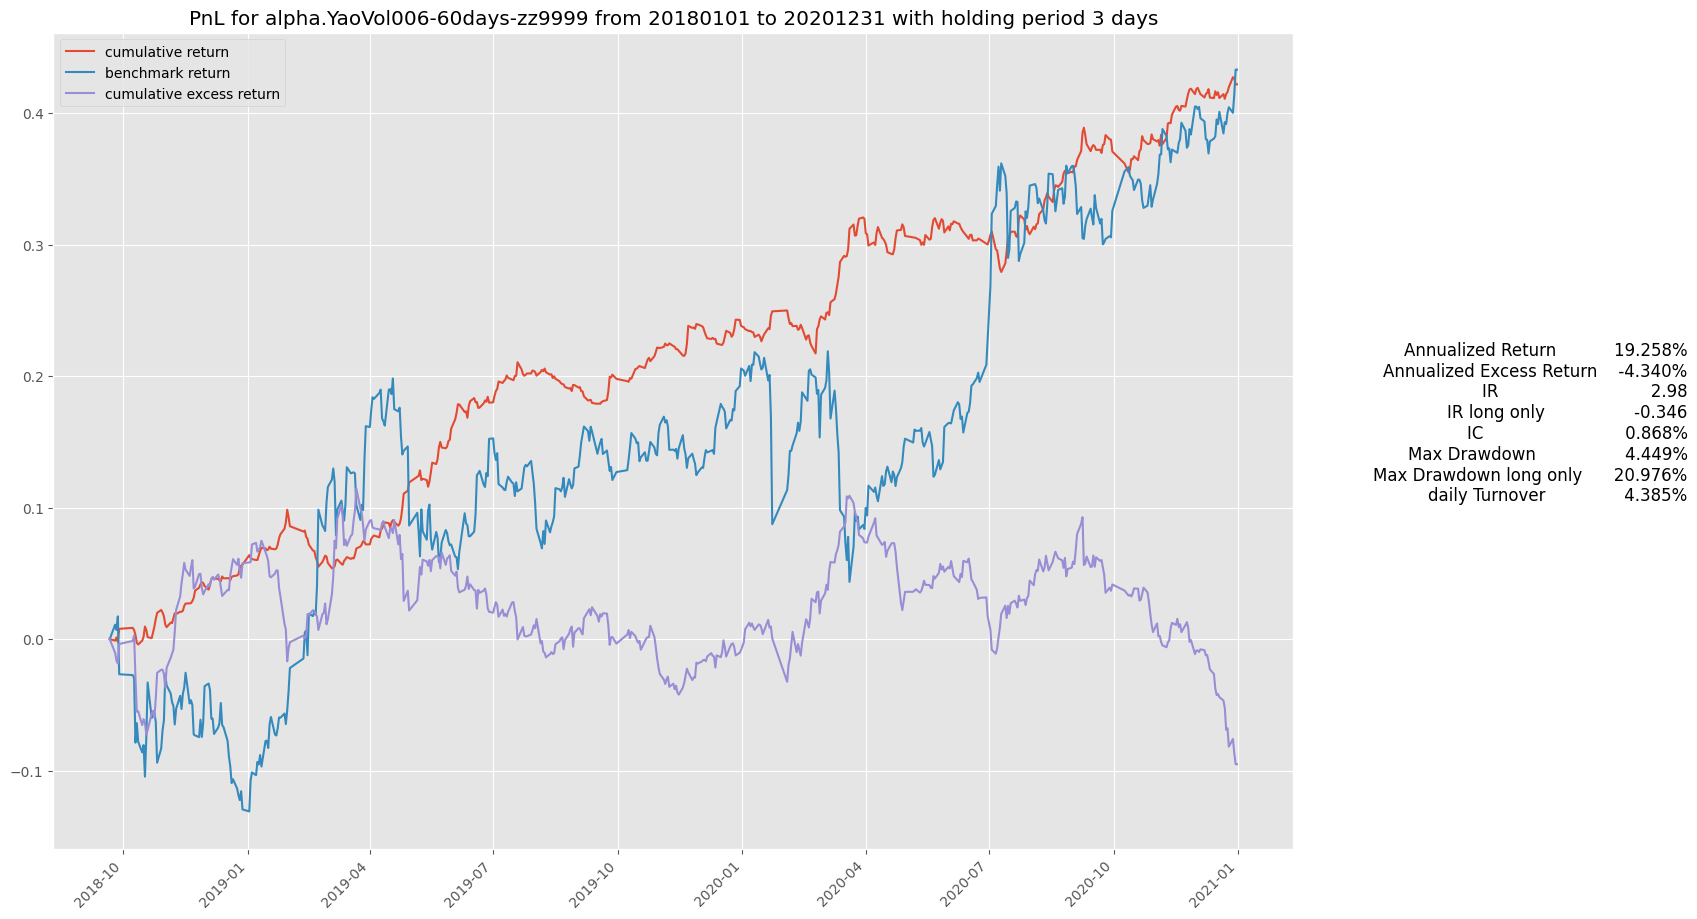 PnL for alpha.YaoVol006-60days-zz9999 from 20180101 to 20201231 with holding period 3 days
cumulative return
benchmark return
cumulative excess return
0.4
0.3
0.2
0.1
0.0
−0.1
2018-10
2019-01
2019-04
2019-07
2019-10
2020-01
2020-04
2020-07
2020-10
2021-01
Annualized Return 19.258%
Annualized Excess Return -4.340%
IR 2.98
IR long only -0.346
IC 0.868%
Max Drawdown 4.449%
Max Drawdown long only 20.976%
daily Turnover 4.385%